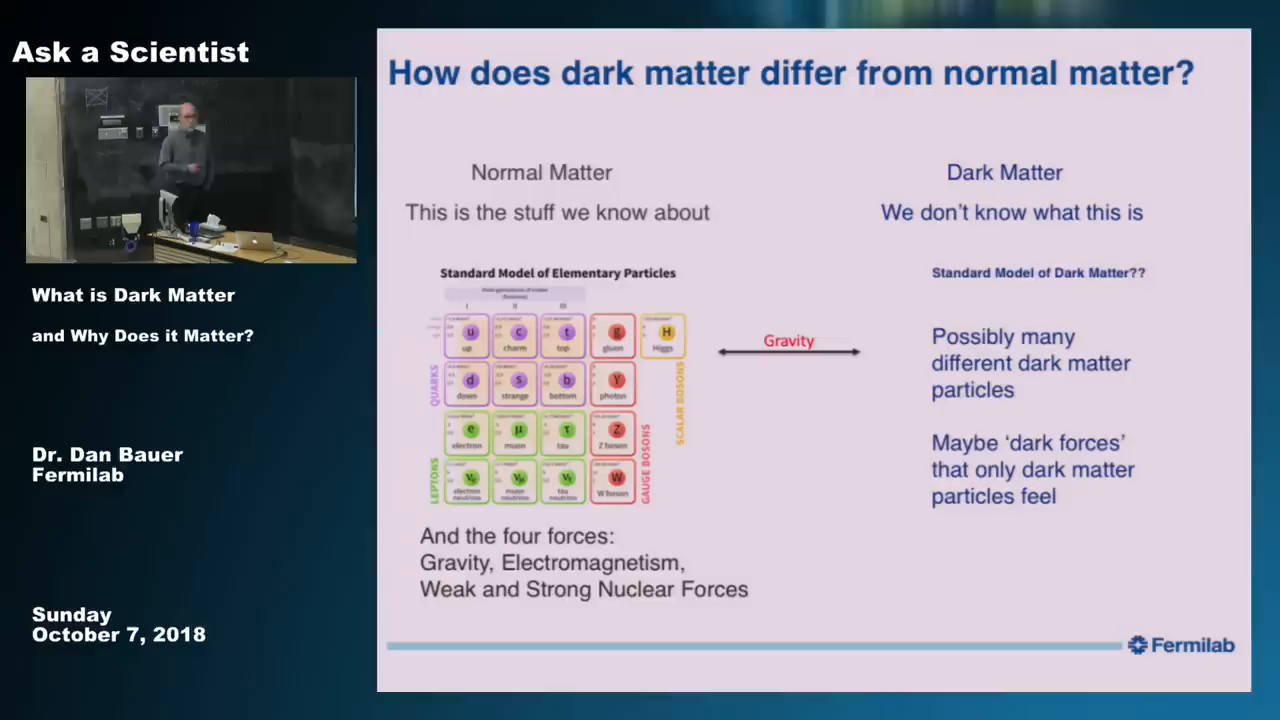 Ask a Scientist
What is Dark Matter
and Why Does it Matter?
Dr. Dan Bauer
Fermilab
Sunday
October 7, 2018
How does dark matter differ from normal matter?
Normal Matter
This is the stuff we know about
Standard Model of Elementary Particles
I II III
QUARKS
LEPTONS
GAUGE BOSONS
SCALAR BOSONS
u c t g H
up charm top gluon Higgs
d s b γ
down strange bottom photon
e μ τ Z
electron muon tau Z boson
νe νμ ντ W
electron neutrino muon neutrino tau neutrino W boson
And the four forces:
Gravity, Electromagnetism,
Weak and Strong Nuclear Forces
Gravity
Dark Matter
We don't know what this is
Standard Model of Dark Matter??
Possibly many
different dark matter
particles
Maybe 'dark forces'
that only dark matter
particles feel
Fermilab